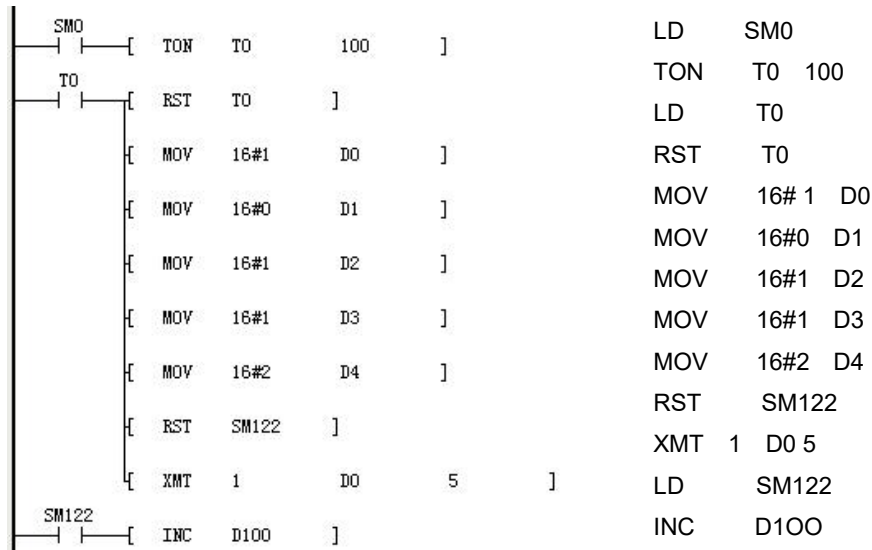 SM0
[ TON T0 100 ]
T0
[ RST T0 ]
[ MOV 16#1 D0 ]
[ MOV 16#0 D1 ]
[ MOV 16#1 D2 ]
[ MOV 16#1 D3 ]
[ MOV 16#2 D4 ]
[ RST SM122 ]
[ XMT 1 D0 5 ]
SM122
[ INC D100 ]
LD SM0
TON T0 100
LD T0
RST T0
MOV 16# 1 D0
MOV 16#0 D1
MOV 16#1 D2
MOV 16#1 D3
MOV 16#2 D4
RST SM122
XMT 1 D0 5
LD SM122
INC D1OO